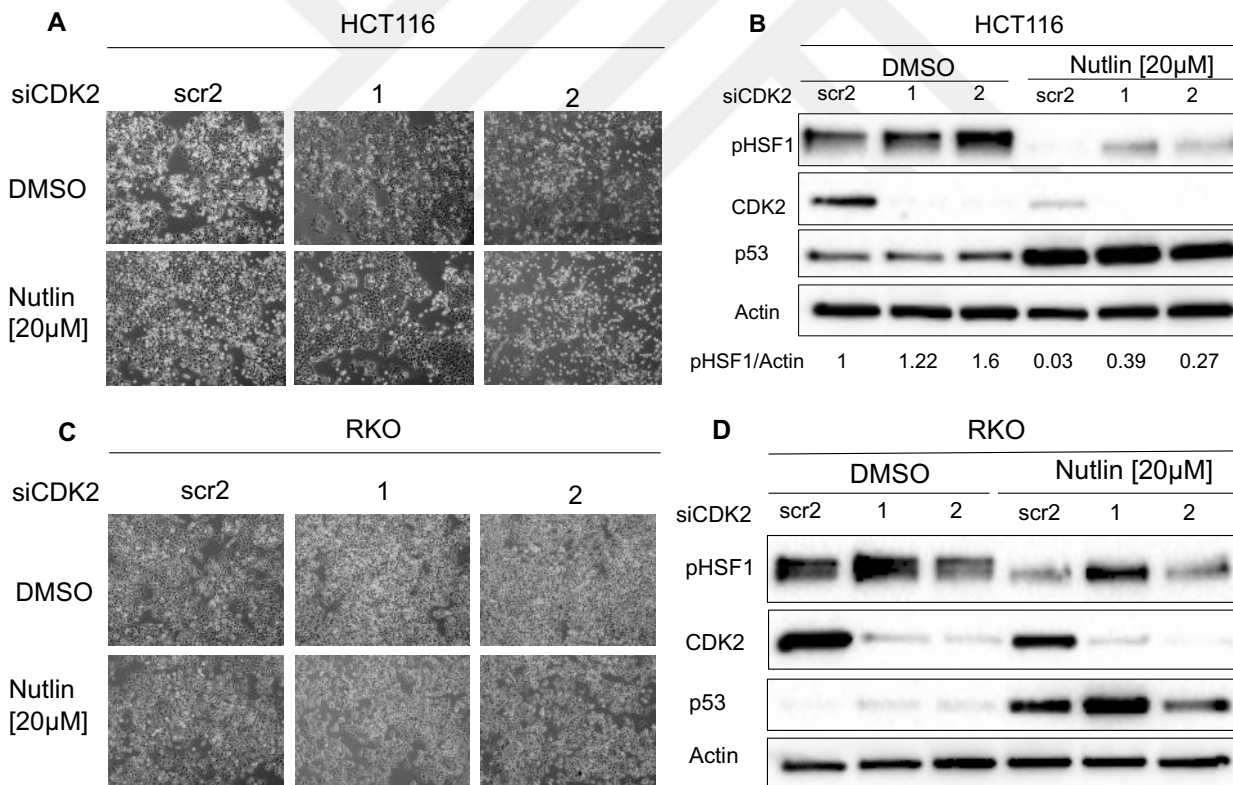 A
HCT116
siCDK2 scr2 1 2
DMSO
Nutlin
[20µM]
B
HCT116
DMSO Nutlin [20µM]
siCDK2 scr2 1 2 scr2 1 2
pHSF1
CDK2
p53
Actin
pHSF1/Actin 1 1.22 1.6 0.03 0.39 0.27
C
RKO
siCDK2 scr2 1 2
DMSO
Nutlin
[20µM]
D
RKO
DMSO Nutlin [20µM]
siCDK2 scr2 1 2 scr2 1 2
pHSF1
CDK2
p53
Actin